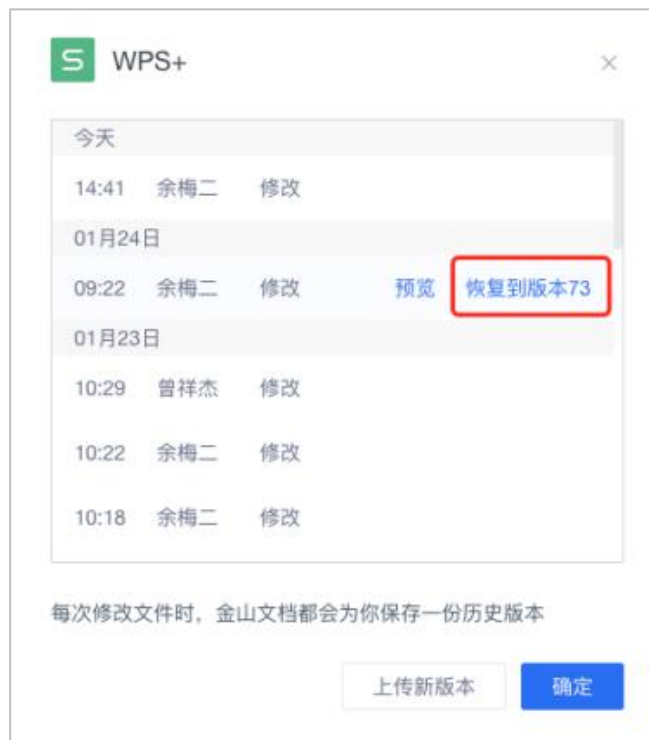 WPS+
今天
14:41 余梅二 修改
01月24日
09:22 余梅二 修改 预览 恢复到版本73
01月23日
10:29 曾祥杰 修改
10:22 余梅二 修改
10:18 余梅二 修改
每次修改文件时，金山文档都会为你保存一份历史版本
上传新版本 确定